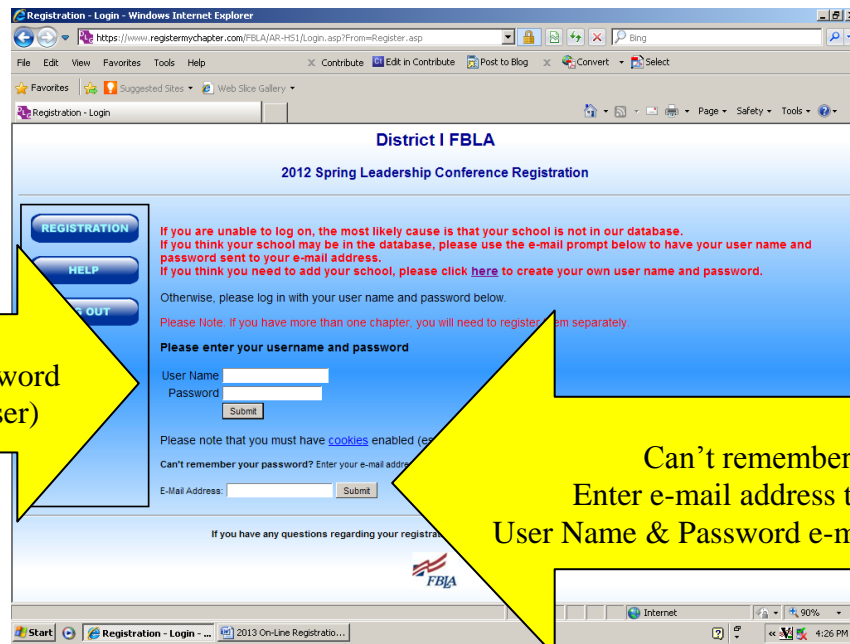 Registration - Login - Windows Internet Explorer
https://www.registermychapter.com/FBLA/AR-HS1/Login.asp?From=Register.asp
Bing
File Edit View Favorites Tools Help
x Contribute Edit in Contribute Post to Blog
x Convert Select
Favorites Suggested Sites Web Slice Gallery
Registration - Login
Page Safety Tools
District I FBLA
2012 Spring Leadership Conference Registration
REGISTRATION
HELP
OUT
If you are unable to log on, the most likely cause is that your school is not in our database.
If you think your school may be in the database, please use the e-mail prompt below to have your user name and
password sent to your e-mail address.
If you think you need to add your school, please click here to create your own user name and password.
Otherwise, please log in with your user name and password below.
Please Note. If you have more than one chapter, you will need to register them separately.
Please enter your username and password
User Name
Password
Submit
Please note that you must have cookies enabled
Can't remember your password? Enter your e-mail
E-Mail Address:
Submit
If you have any questions regarding your
FBLA
word
ser)
Can't remember
Enter e-mail address t
User Name & Password e-m
Internet
90%
Start
Registration - Login - ...
2013 On-Line Registratio...
4:26 PM